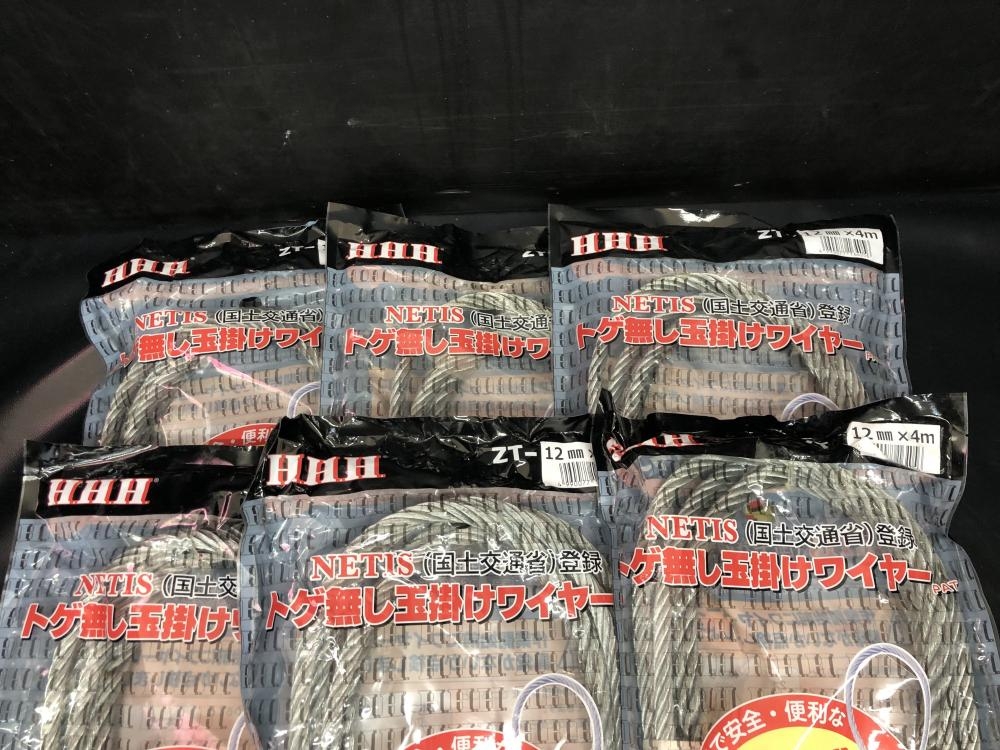 HHH ZT-
NETIS (国土交通省)
トゲ無し玉掛けワイ
・便利
HHH
NETIS (国土交通
トゲ無し玉掛けワ
HHH ZT- 12㎜×4m
NETIS (国土交通省) 登録
トゲ無し玉掛けワイヤー PAT
HHH
NETIS (国土交
トゲ無し玉掛け
HHH ZT- 12㎜
NETIS (国土交通省) 登録
トゲ無し玉掛けワイヤー
12㎜×4m
NETIS (国土交通省) 登録
トゲ無し玉掛けワイヤー PAT
で安全・便利な